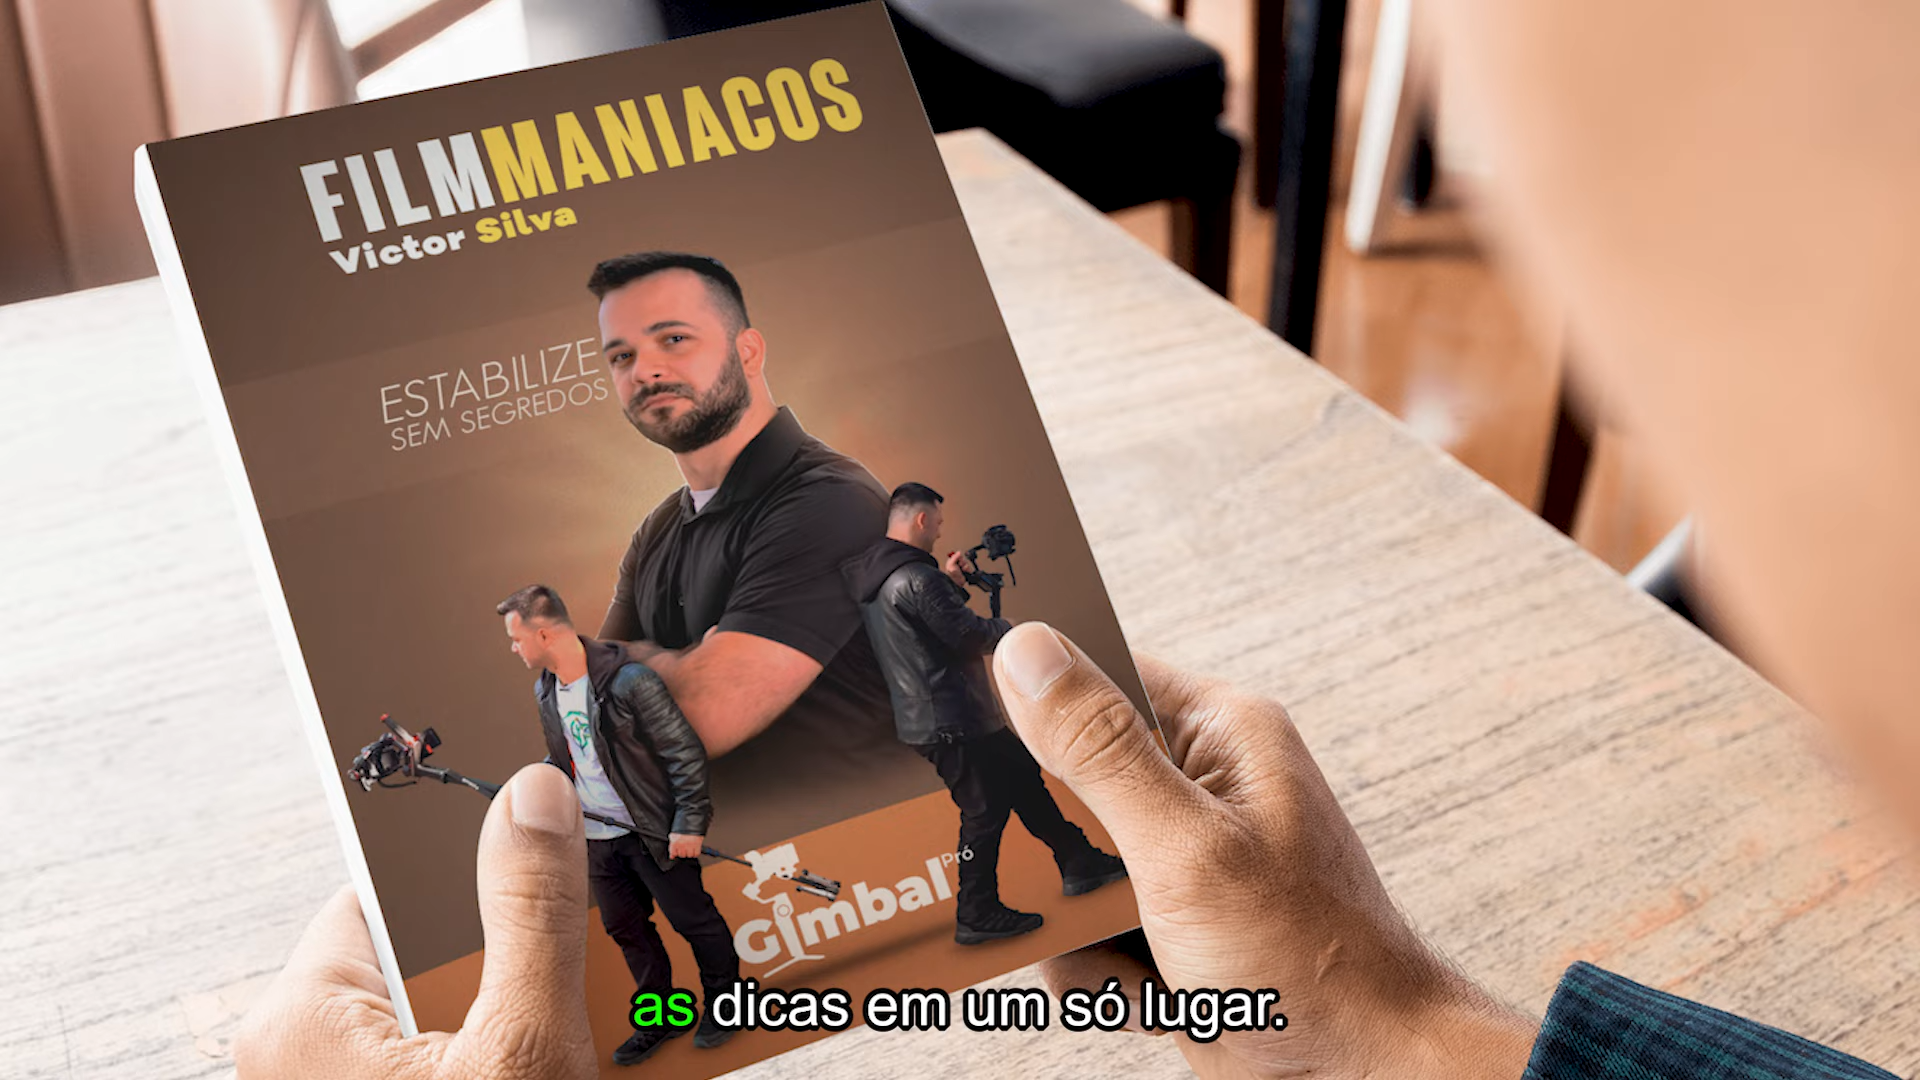 FILMMANIACOS
Victor Silva
ESTABILIZE
SEM SEGREDOS
Gimbal Pró
as dicas em um só lugar.